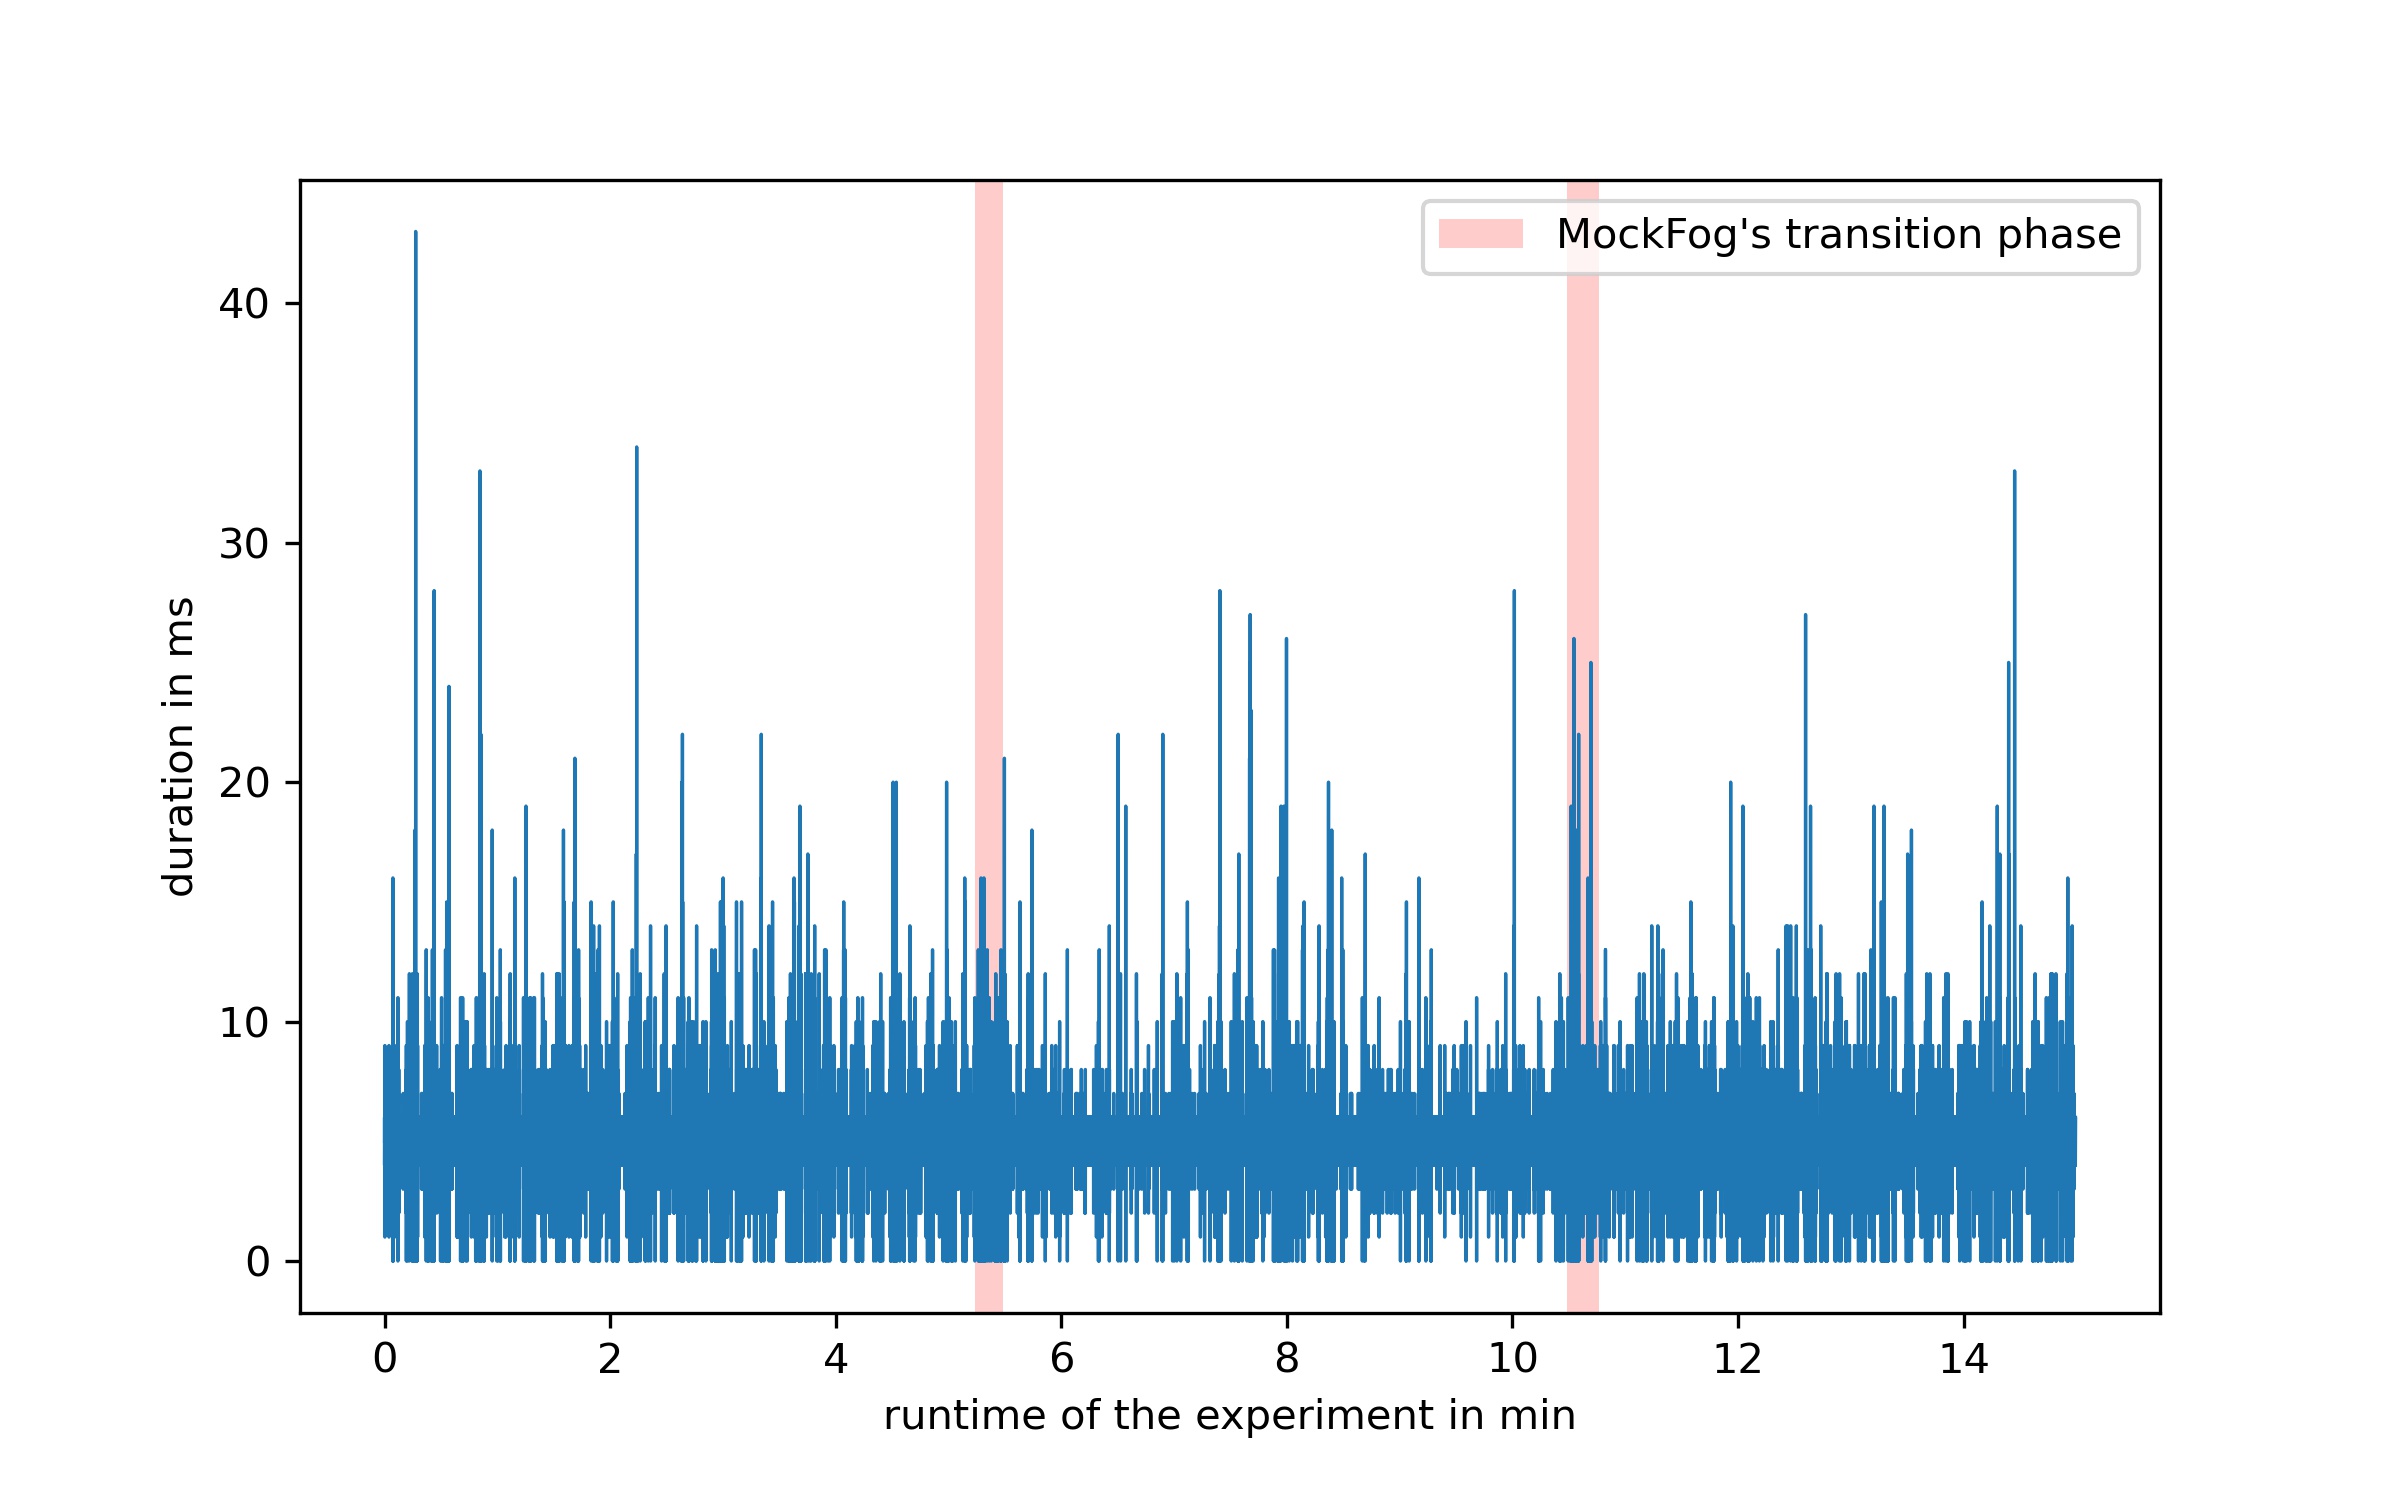 MockFog's transition phase
40
30
20
10
0
duration in ms
0 2 4 6 8 10 12 14
runtime of the experiment in min